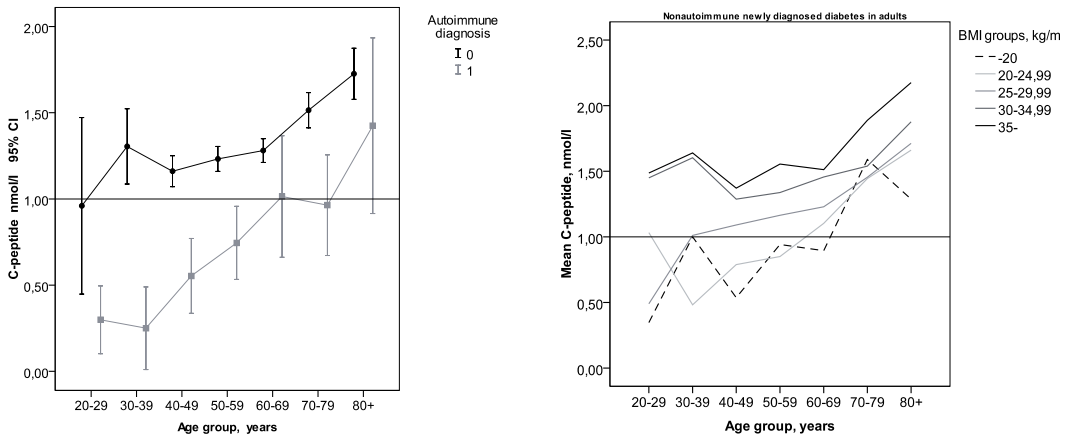 2,00
1,50
1,00
0,50
0,00
C-peptide nmol/l 95% CI
20-29 30-39 40-49 50-59 60-69 70-79 80+
Age group, years
Autoimmune
diagnosis
0
1
Nonautoimmune newly diagnosed diabetes in adults
2,50
2,00
1,50
1,00
0,50
0,00
Mean C-peptide, nmol/l
20-29 30-39 40-49 50-59 60-69 70-79 80+
Age group, years
BMI groups, kg/m
-20
20-24,99
25-29,99
30-34,99
35-